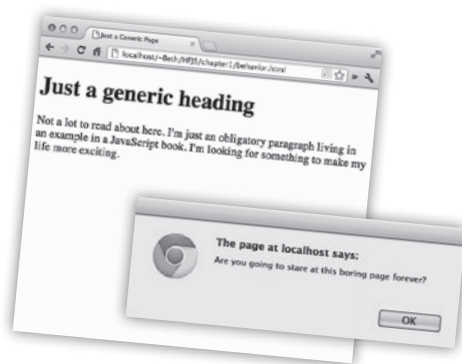 Just a Generic Page
localhost/~Beth/HFJS/chapter1/behavior.html
Just a generic heading
Not a lot to read about here. I'm just an obligatory paragraph living in
an example in a JavaScript book. I'm looking for something to make my
life more exciting.
The page at localhost says:
Are you going to stare at this boring page forever?
OK